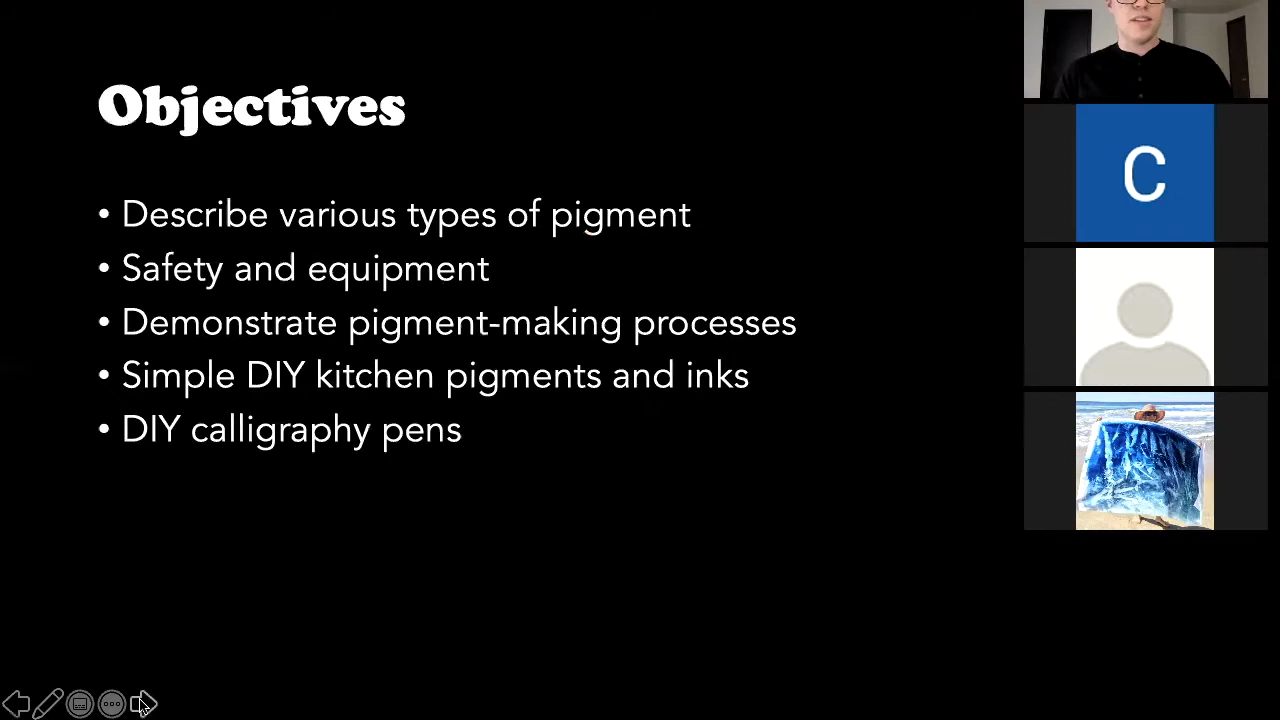 Objectives
• Describe various types of pigment
• Safety and equipment
• Demonstrate pigment-making processes
• Simple DIY kitchen pigments and inks
• DIY calligraphy pens
C